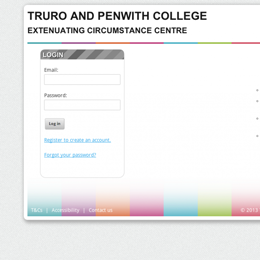 TRURO AND PENWITH COLLEGE
EXTENUATING CIRCUMSTANCE CENTRE
LOGIN
Email:
Password:
Log in
Register to create an account.
Forgot your password?
T&Cs | Accessibility | Contact us
© 2013